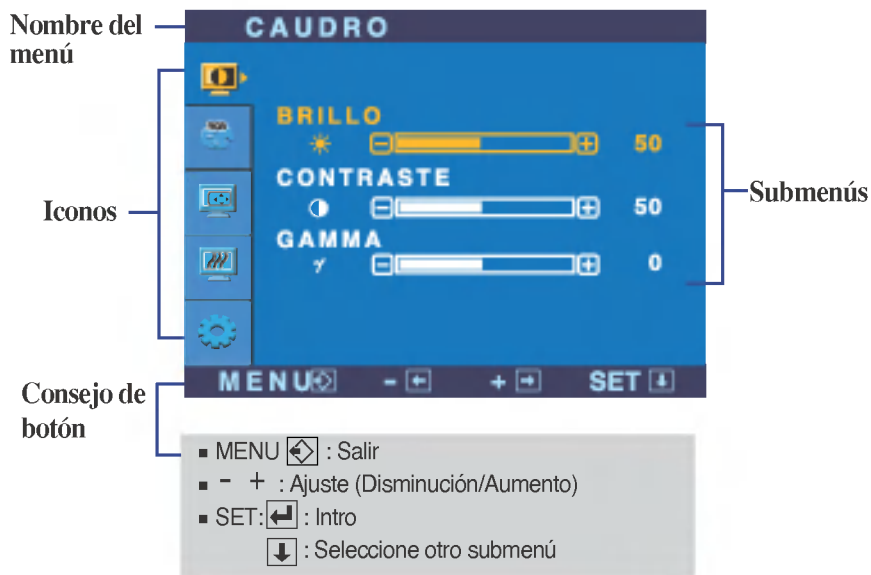 Nombre del
menú
CAUDRO
BRILLO
50
CONTRASTE
50
GAMMA
0
Iconos
Submenús
MENU - + SET
Consejo de
botón
▪ MENU : Salir
▪ - + : Ajuste (Disminución/Aumento)
▪ SET: : Intro
: Seleccione otro submenú